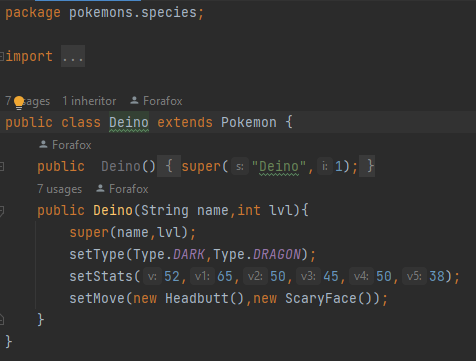 package pokemons.species;
import ...
7 usages 1 inheritor Forafox
public class Deino extends Pokemon {
Forafox
public Deino() { super( s: "Deino", i: 1); }
7 usages Forafox
public Deino(String name,int lvl){
super(name,lvl);
setType(Type.DARK,Type.DRAGON);
setStats( v: 52, v1: 65, v2: 50, v3: 45, v4: 50, v5: 38);
setMove(new Headbutt(),new ScaryFace());
}
}